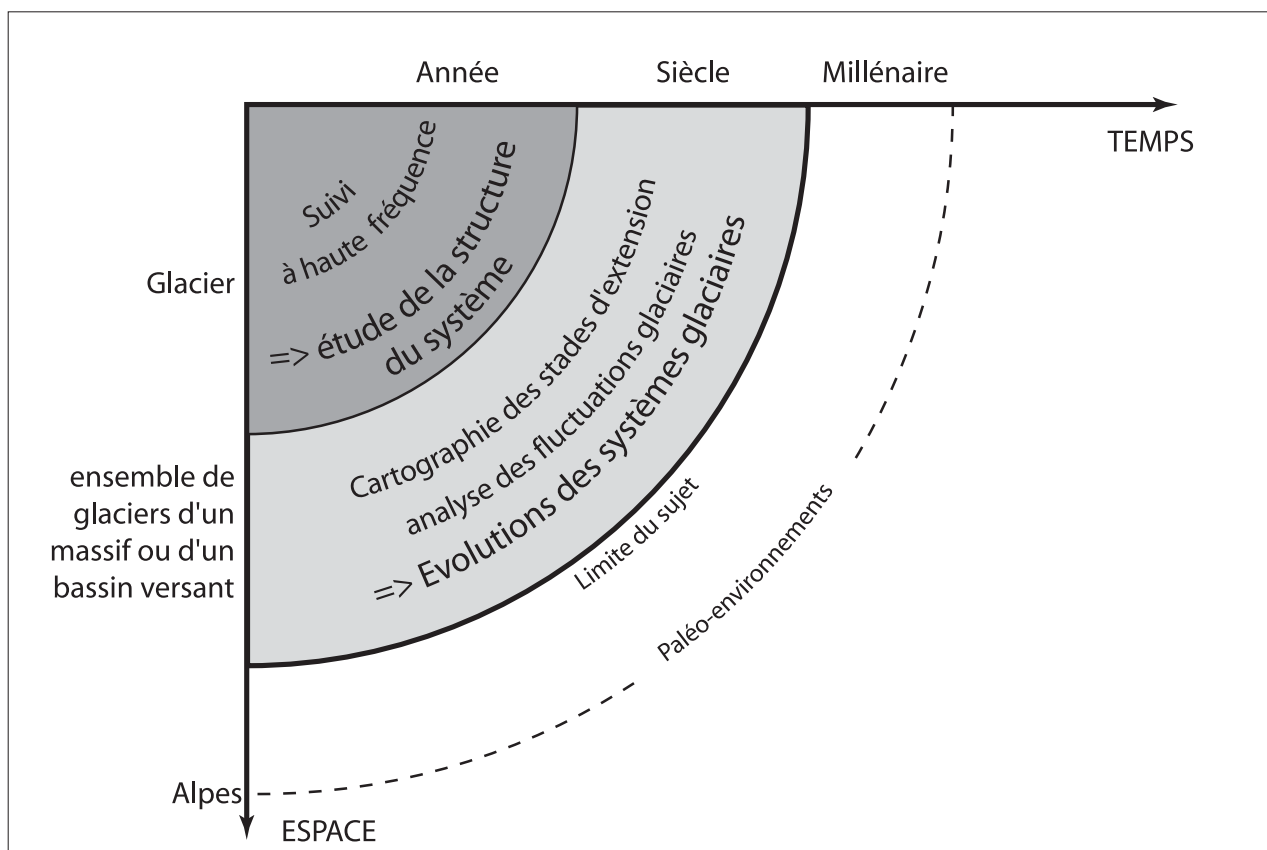 Année
Siècle
Millénaire
TEMPS
Suivi
à haute fréquence
=> étude de la structure
du système
Glacier
Cartographie des stades d'extension
analyse des fluctuations glaciaires
=> Evolutions des systèmes glaciaires
Limite du sujet
Paléo-environnements
ensemble de
glaciers d'un
massif ou d'un
bassin versant
Alpes
ESPACE